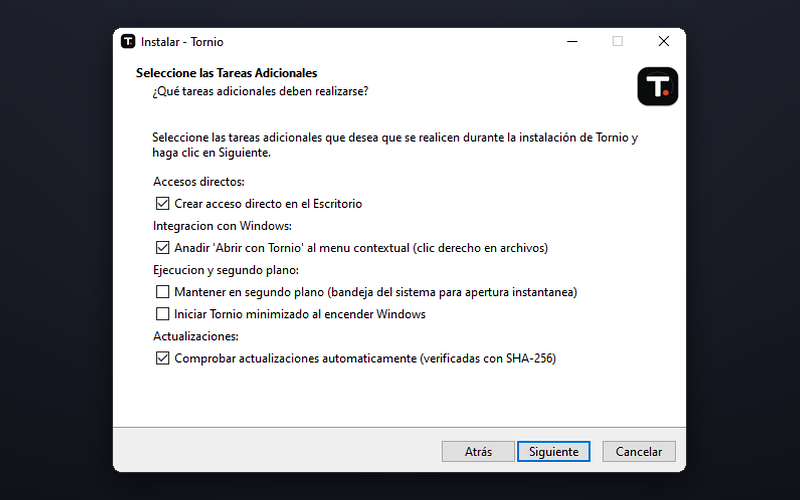 Instalar - Tornio
Seleccione las Tareas Adicionales
¿Qué tareas adicionales deben realizarse?
T.
Seleccione las tareas adicionales que desea que se realicen durante la instalación de Tornio y
haga clic en Siguiente.
Accesos directos:
Crear acceso directo en el Escritorio
Integracion con Windows:
Anadir 'Abrir con Tornio' al menu contextual (clic derecho en archivos)
Ejecucion y segundo plano:
Mantener en segundo plano (bandeja del sistema para apertura instantanea)
Iniciar Tornio minimizado al encender Windows
Actualizaciones:
Comprobar actualizaciones automaticamente (verificadas con SHA-256)
Atrás
Siguiente
Cancelar